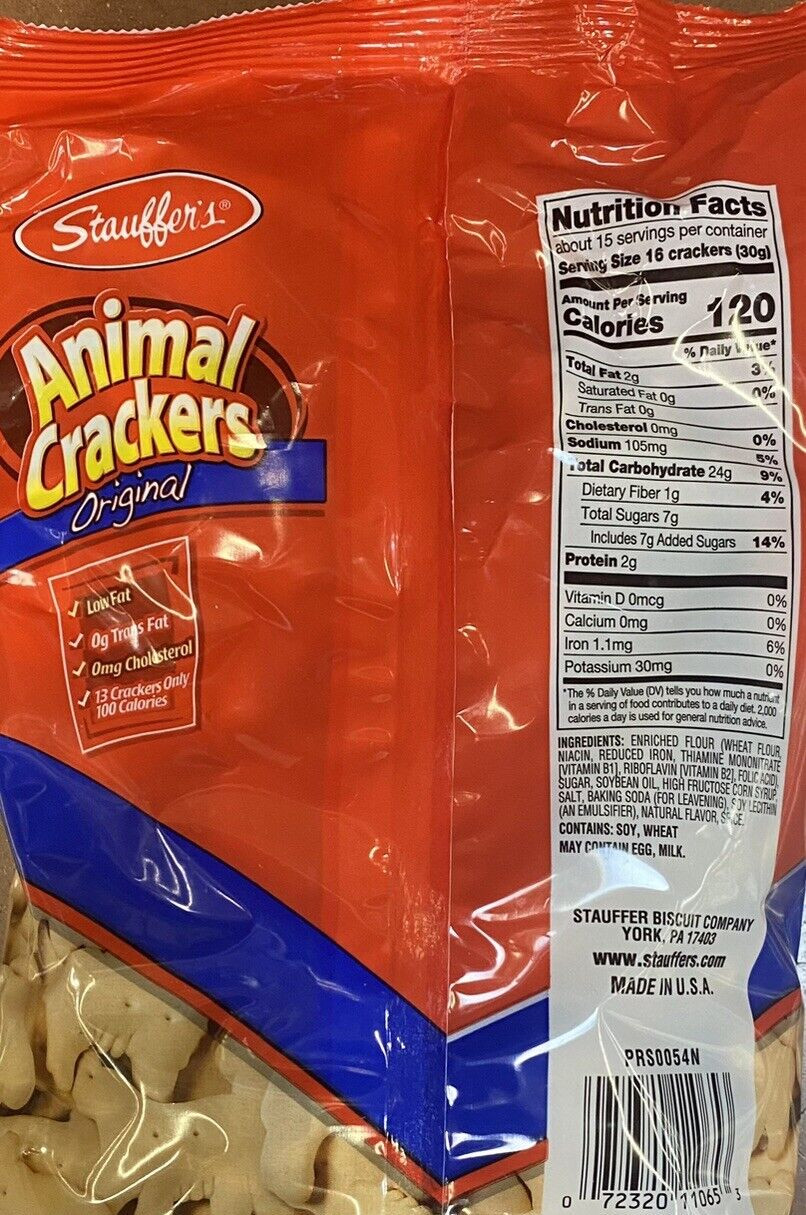 Stauffer's®
Animal
Crackers
Original
✓ Low Fat
✓ 0g Trans Fat
✓ 0mg Cholesterol
✓ 13 Crackers Only
100 Calories
Nutrition Facts
about 15 servings per container
Serving Size 16 crackers (30g)
Amount Per Serving
Calories 120
% Daily Value*
Total Fat 2g 3%
Saturated Fat 0g 0%
Trans Fat 0g
Cholesterol 0mg 0%
Sodium 105mg 5%
Total Carbohydrate 24g 9%
Dietary Fiber 1g 4%
Total Sugars 7g
Includes 7g Added Sugars 14%
Protein 2g
Vitamin D 0mcg 0%
Calcium 0mg 0%
Iron 1.1mg 6%
Potassium 30mg 0%
*The % Daily Value (DV) tells you how much a nutrient
in a serving of food contributes to a daily diet. 2,000
calories a day is used for general nutrition advice.
INGREDIENTS: ENRICHED FLOUR (WHEAT FLOUR,
NIACIN, REDUCED IRON, THIAMINE MONONITRATE
[VITAMIN B1], RIBOFLAVIN [VITAMIN B2], FOLIC ACID),
SUGAR, SOYBEAN OIL, HIGH FRUCTOSE CORN SYRUP,
SALT, BAKING SODA (FOR LEAVENING), SOY LECITHIN
(AN EMULSIFIER), NATURAL FLAVOR, SPICE.
CONTAINS: SOY, WHEAT
MAY CONTAIN EGG, MILK.
STAUFFER BISCUIT COMPANY
YORK, PA 17403
www.stauffers.com
MADE IN U.S.A.
PRS0054N
0 72320 11065 3